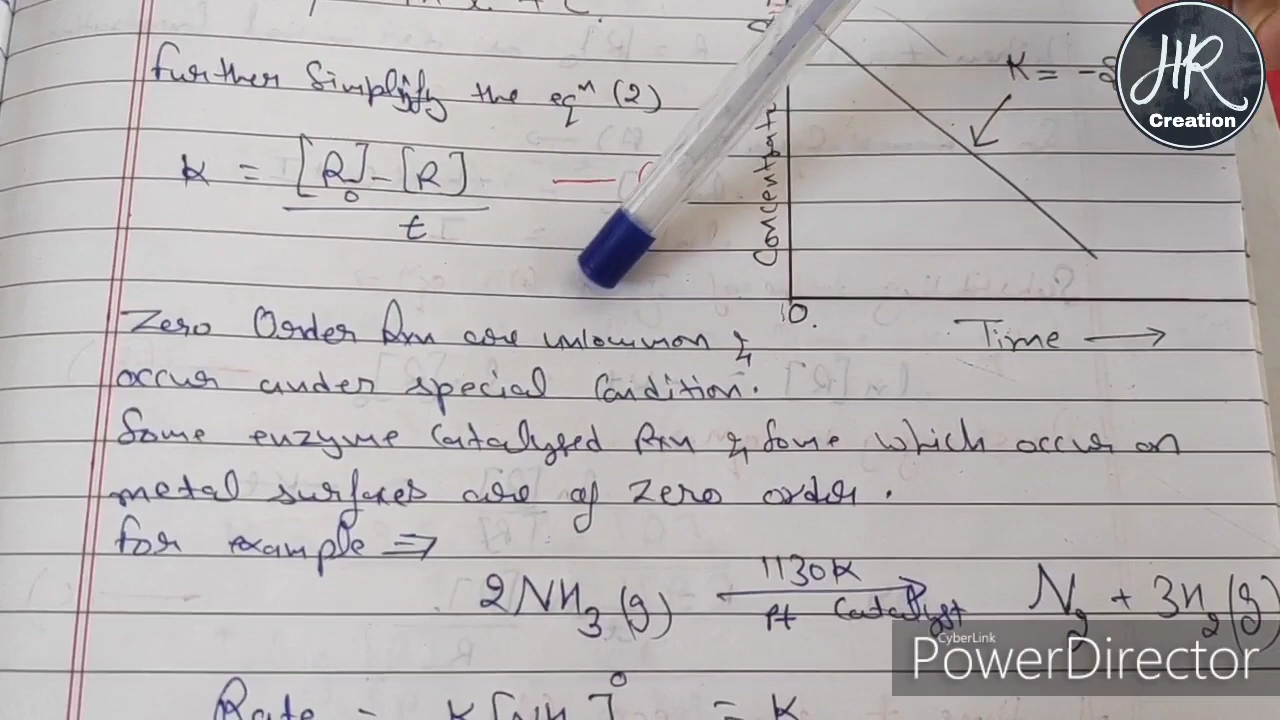 further Simplify the eqn (2)
K = [R]0 - [R] / t
K = -
Concentrate
0.
Time →
Zero Order Rxn are uncommon &
occur under special Condition.
Some enzyme Catalysed Rxn & Some which occur on
metal surfaces are of zero order.
for example ⇒
2NH3(g) 1130K → Pt Catalyst N2 + 3H2(g)
Rate = K[NH3]0 = K
HR
Creation
CyberLink
PowerDirector